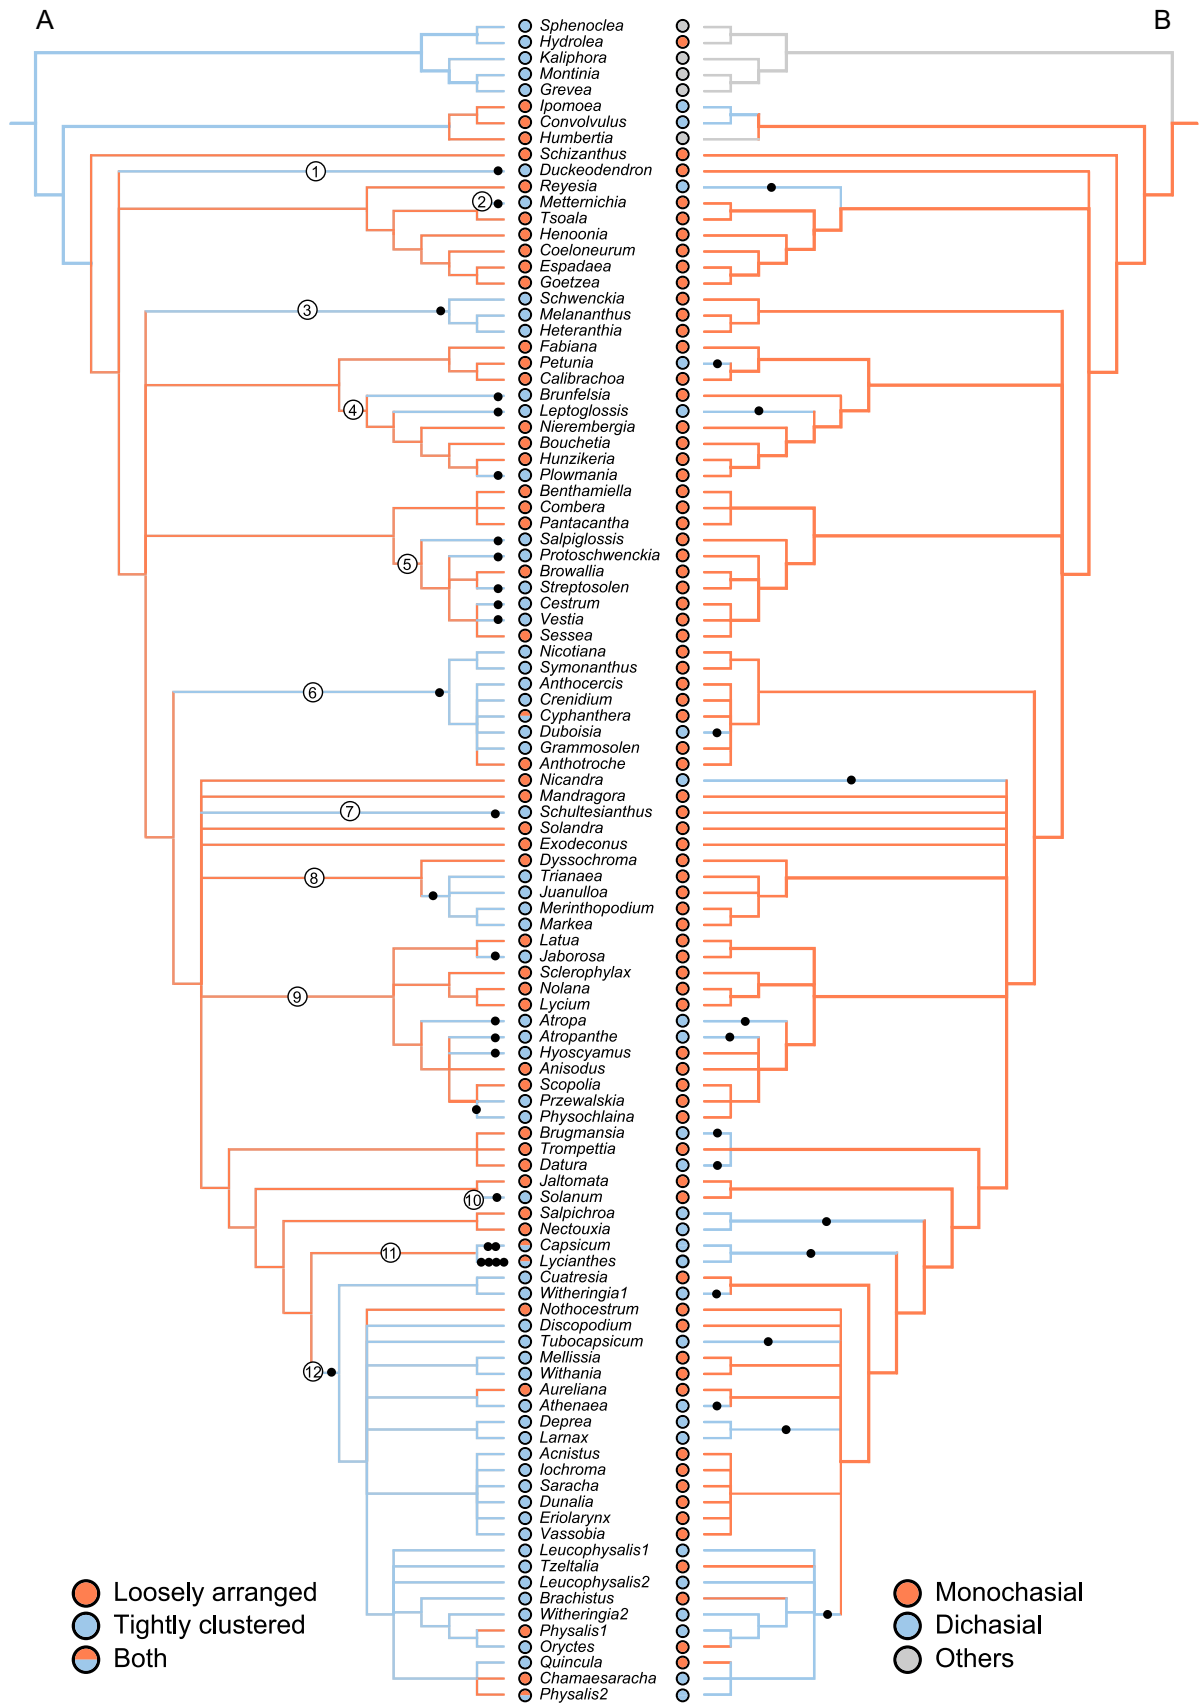 A
B
Sphenoclea
Hydrolea
Kaliphora
Montinia
Grevea
Ipomoea
Convolvulus
Humbertia
Schizanthus
1
Duckeodendron
Reyesia
2
Metternichia
Tsoala
Henoonia
Coeloneurum
Espadaea
Goetzea
Schwenckia
3
Melananthus
Heteranthia
Fabiana
Petunia
Calibrachoa
Brunfelsia
4
Leptoglossis
Nierembergia
Bouchetia
Hunzikeria
Plowmania
Benthamiella
Combera
Pantacantha
Salpiglossis
Protoschwenckia
5
Browallia
Streptosolen
Cestrum
Vestia
Sessea
Nicotiana
Symonanthus
Anthocercis
6
Crenidium
Cyphanthera
Duboisia
Grammosolen
Anthotroche
Nicandra
Mandragora
7
Schultesianthus
Solandra
Exodeconus
Dyssochroma
8
Trianaea
Juanulloa
Merinthopodium
Markea
Latua
Jaborosa
Sclerophylax
Nolana
9
Lycium
Atropa
Atropanthe
Hyoscyamus
Anisodus
Scopolia
Przewalskia
Physochlaina
Brugmansia
Trompettia
Datura
Jaltomata
10
Solanum
Salpichroa
Nectouxia
11
Capsicum
Lycianthes
Cuatresia
Witheringia1
Nothocestrum
Discopodium
Tubocapsicum
Mellissia
12
Withania
Aureliana
Athenaea
Deprea
Larnax
Acnistus
Iochroma
Saracha
Dunalia
Eriolarynx
Vassobia
Leucophysalis1
Tzeltalia
Leucophysalis2
Brachistus
Witheringia2
Physalis1
Oryctes
Quincula
Chamaesaracha
Physalis2
Loosely arranged
Tightly clustered
Both
Monochasial
Dichasial
Others